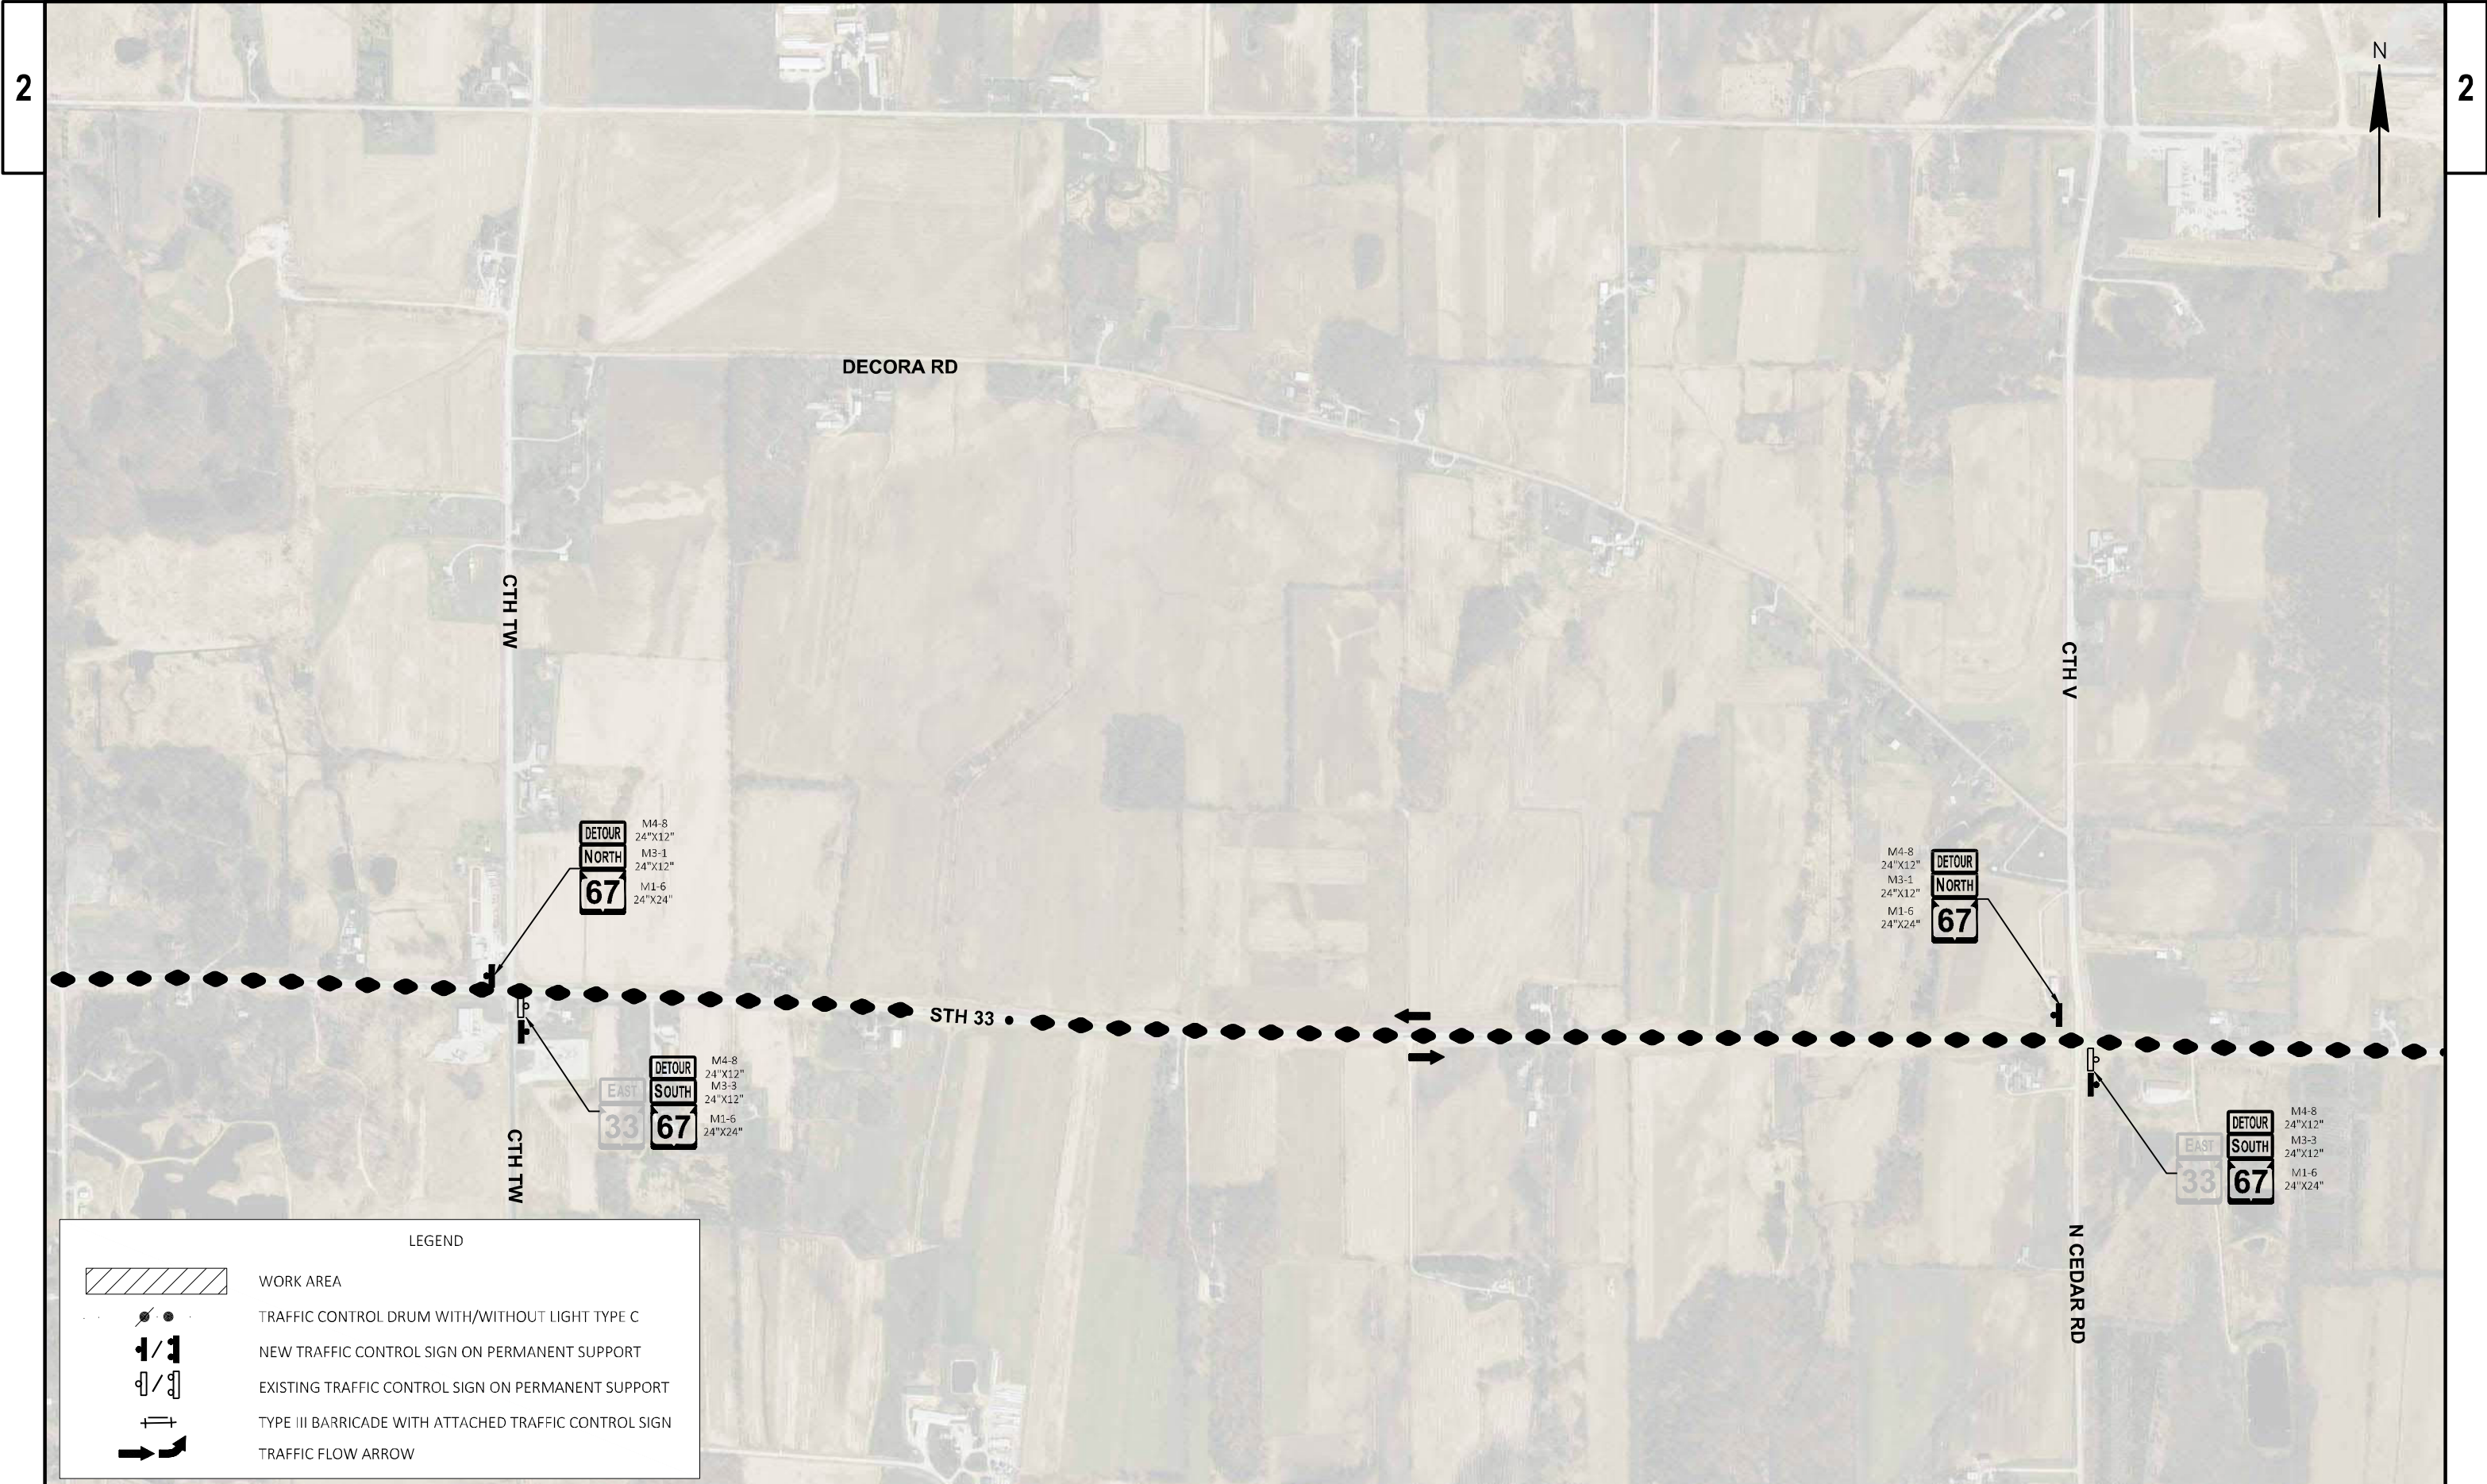 2
2
N
DECORA RD
CTH TW
CTH V
DETOUR
NORTH
67
M4-8
24"X12"
M3-1
24"X12"
M1-6
24"X24"
M4-8
24"X12"
M3-1
24"X12"
M1-6
24"X24"
DETOUR
NORTH
67
STH 33
EAST
33
DETOUR
SOUTH
67
M4-8
24"X12"
M3-3
24"X12"
M1-6
24"X24"
CTH TW
EAST
33
DETOUR
SOUTH
67
M4-8
24"X12"
M3-3
24"X12"
M1-6
24"X24"
N CEDAR RD
LEGEND
WORK AREA
TRAFFIC CONTROL DRUM WITH/WITHOUT LIGHT TYPE C
NEW TRAFFIC CONTROL SIGN ON PERMANENT SUPPORT
EXISTING TRAFFIC CONTROL SIGN ON PERMANENT SUPPORT
TYPE III BARRICADE WITH ATTACHED TRAFFIC CONTROL SIGN
TRAFFIC FLOW ARROW